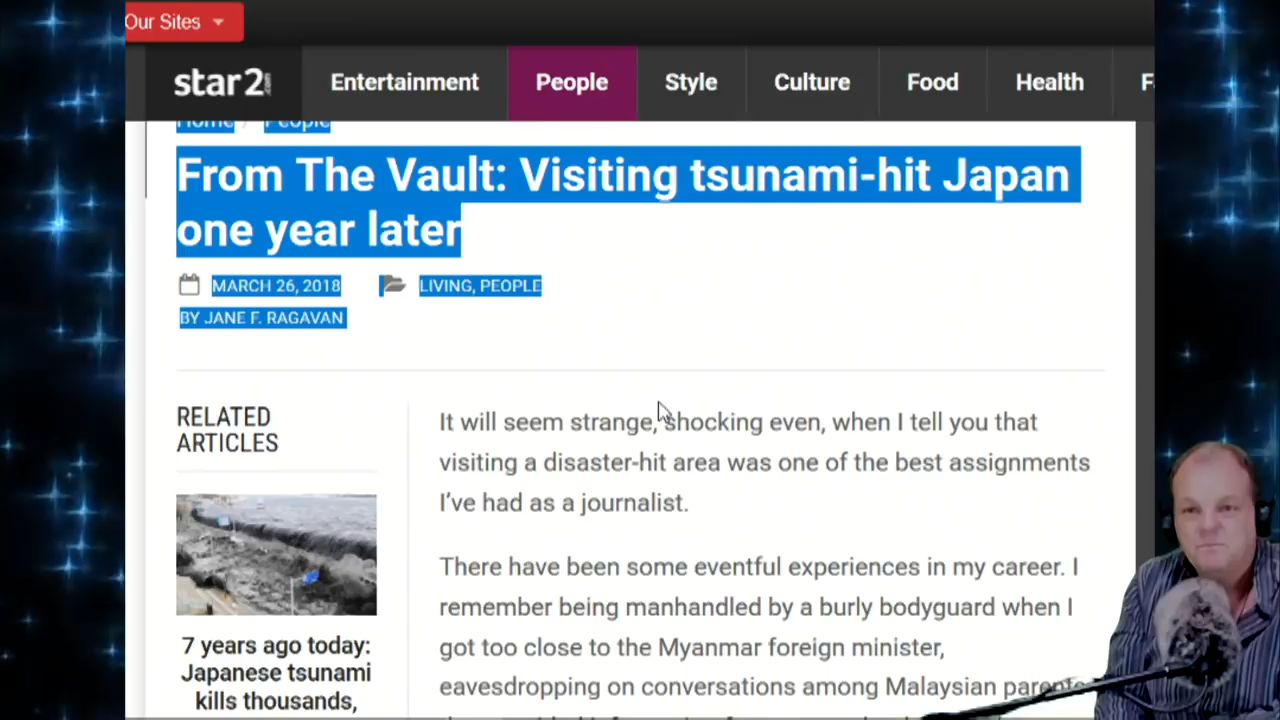 Our Sites
star2
Entertainment
People
Style
Culture
Food
Health
Home / People
From The Vault: Visiting tsunami-hit Japan
one year later
MARCH 26, 2018
LIVING, PEOPLE
BY JANE F. RAGAVAN
RELATED
ARTICLES
7 years ago today:
Japanese tsunami
kills thousands,
It will seem strange, shocking even, when I tell you that
visiting a disaster-hit area was one of the best assignments
I've had as a journalist.
There have been some eventful experiences in my career. I
remember being manhandled by a burly bodyguard when I
got too close to the Myanmar foreign minister,
eavesdropping on conversations among Malaysian parents